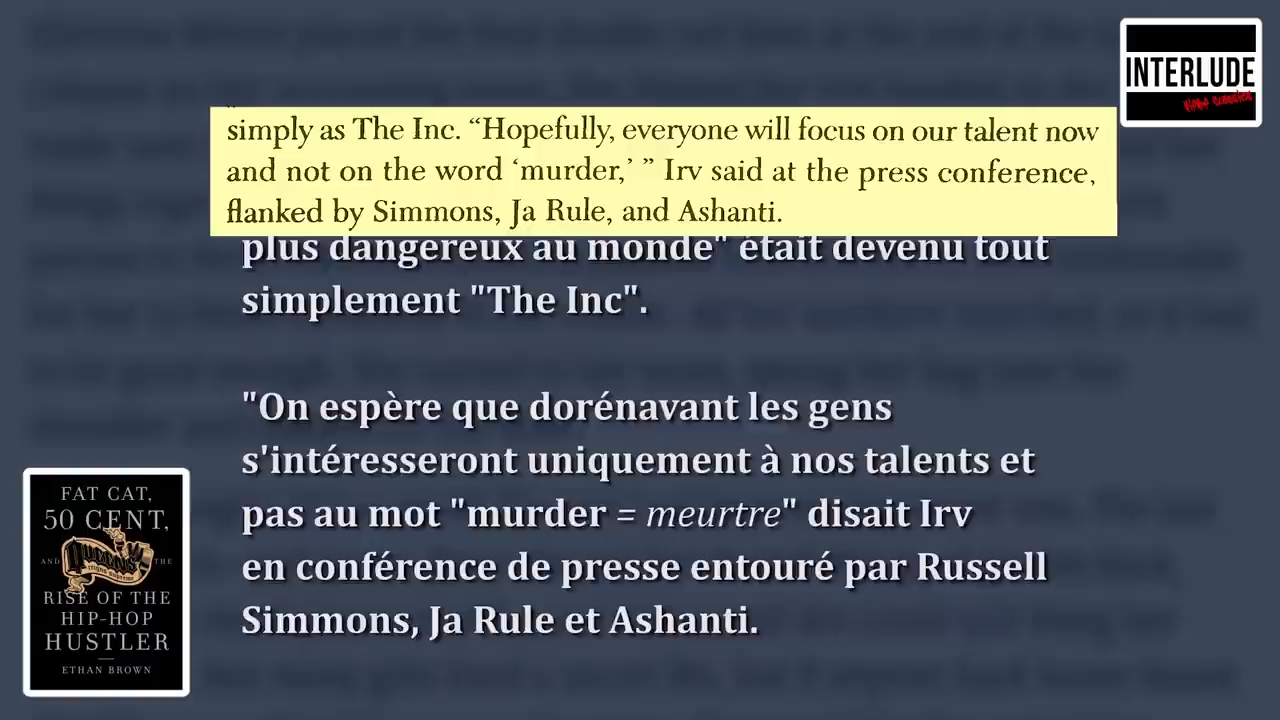 INTERLUDE
simply as The Inc. “Hopefully, everyone will focus on our talent now
and not on the word ‘murder,’ ” Irv said at the press conference,
flanked by Simmons, Ja Rule, and Ashanti.
plus dangereux au monde" était devenu tout
simplement "The Inc".
"On espère que dorénavant les gens
s'intéresseront uniquement à nos talents et
pas au mot "murder = meurtre" disait Irv
en conférence de presse entouré par Russell
Simmons, Ja Rule et Ashanti.
FAT CAT,
50 CENT,
AND THE
RISE OF THE
HIP-HOP
HUSTLER
ETHAN BROWN